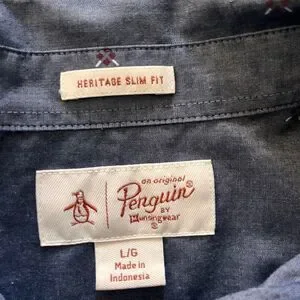 HERITAGE SLIM FIT
an original
Penguin®
BY
Munsingwear
®
L/G
Made in
Indonesia